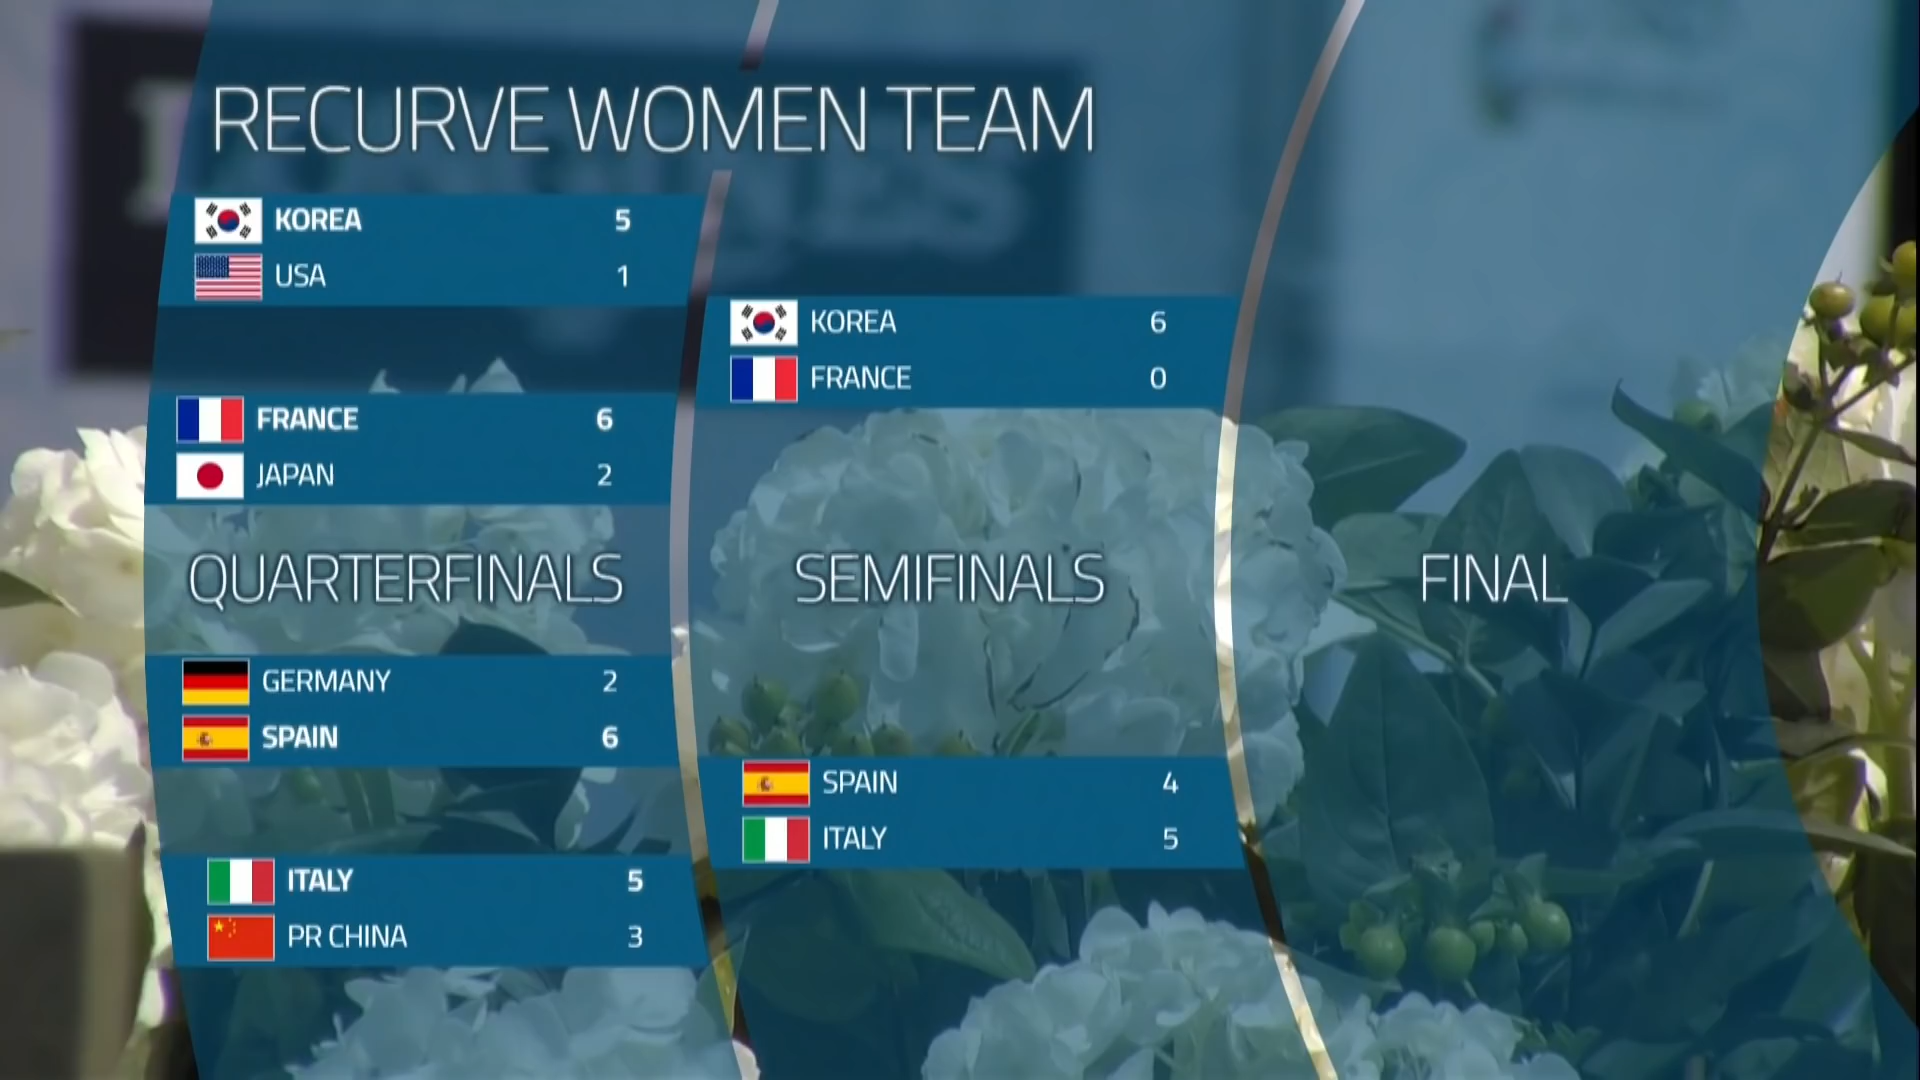 RECURVE WOMEN TEAM
KOREA 5
USA 1
FRANCE 6
JAPAN 2
QUARTERFINALS
GERMANY 2
SPAIN 6
ITALY 5
PR CHINA 3
KOREA 6
FRANCE 0
SEMIFINALS
SPAIN 4
ITALY 5
FINAL